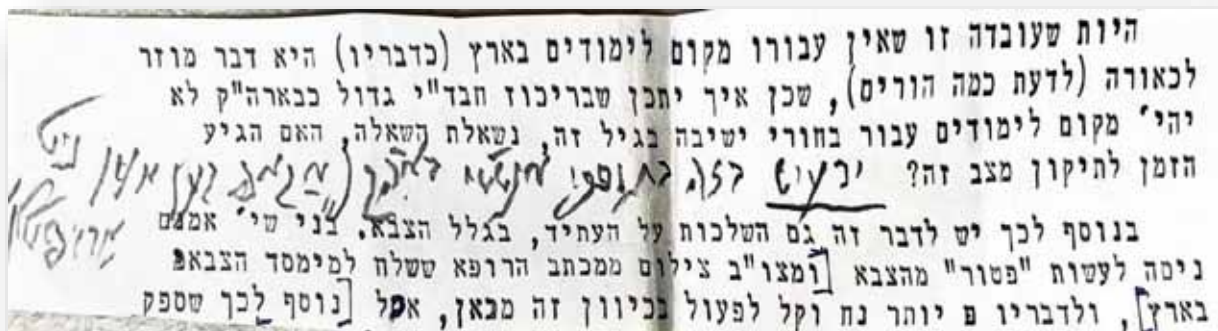 היות שעובדה זו שאין עבורו מקום לימודים בארץ (כדבריו) היא דבר מוזר
לכאורה (לדעת כמה הורים), שכן איך יתכן שבריכוז חבד"י גדול כבארה"ק לא
יהי' מקום לימודים עבור בחורי ישיבה בגיל זה, נשאלת השאלה, האם הגיע
הזמן לתיקון מצב זה?
בנוסף לכך יש לדבר זה גם השלכות על העתיד, בגלל הצבא. בני שי' אמנם
ניסה לעשות "פטור" מהצבא [ומצו"ב צילום ממכתב הרופא ששלח למימסד הצבאי
בארץ], ולדבריו יותר נח וקל לפעול בכיוון זה מכאן, אבל [נוסף לכך שספק